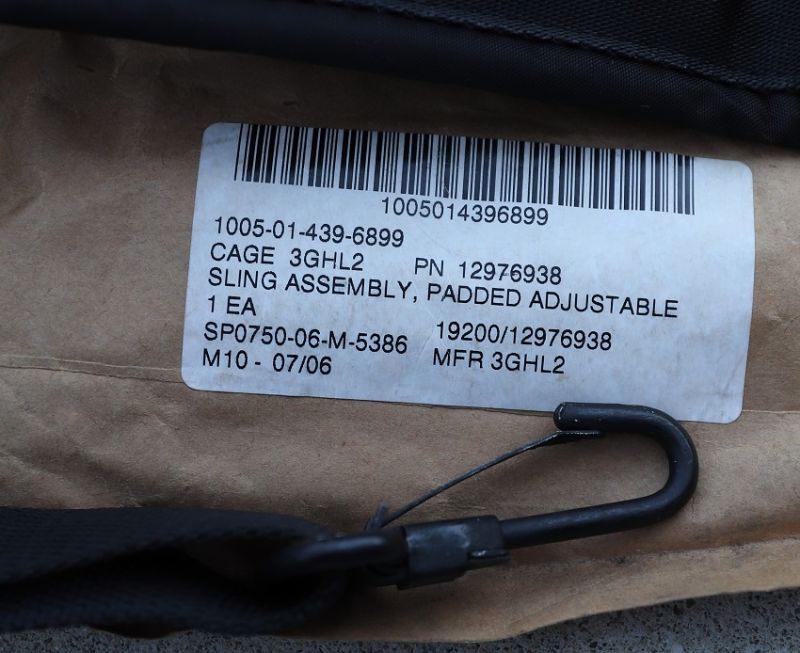 1005014396899
1005-01-439-6899
CAGE 3GHL2 PN 12976938
SLING ASSEMBLY, PADDED ADJUSTABLE
1 EA
SP0750-06-M-5386 19200/12976938
M10 - 07/06 MFR 3GHL2